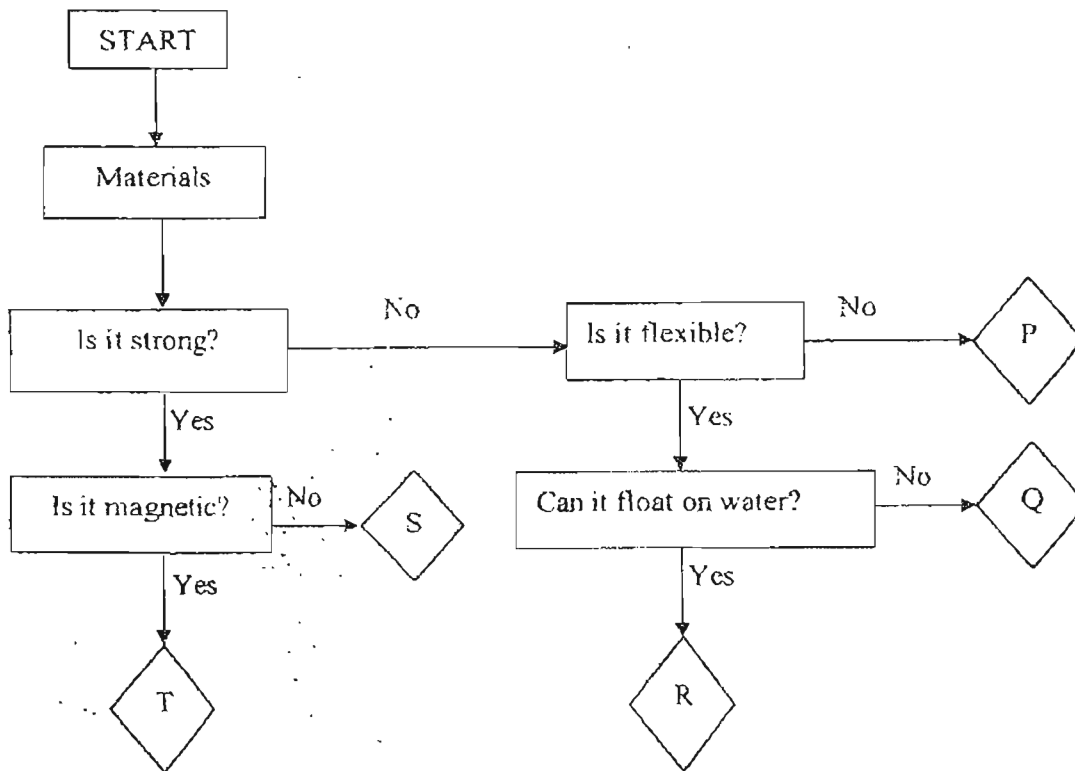 START
Materials
Is it strong?
No
Is it flexible?
No
P
Yes
Yes
Is it magnetic?
No
S
Can it float on water?
No
Q
Yes
Yes
T
R